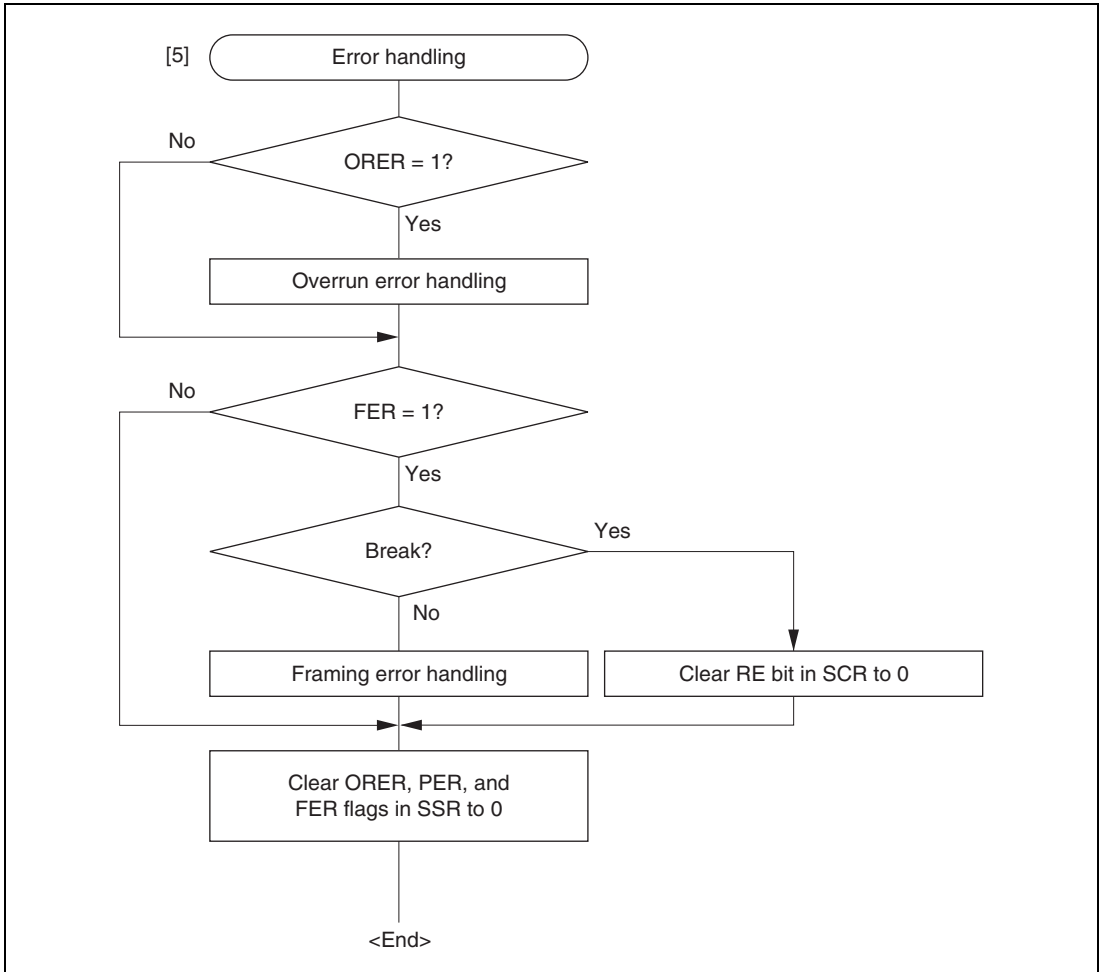 [5] Error handling
No
ORER = 1?
Yes
Overrun error handling
No
FER = 1?
Yes
Break?
Yes
No
Framing error handling
Clear RE bit in SCR to 0
Clear ORER, PER, and
FER flags in SSR to 0
<End>